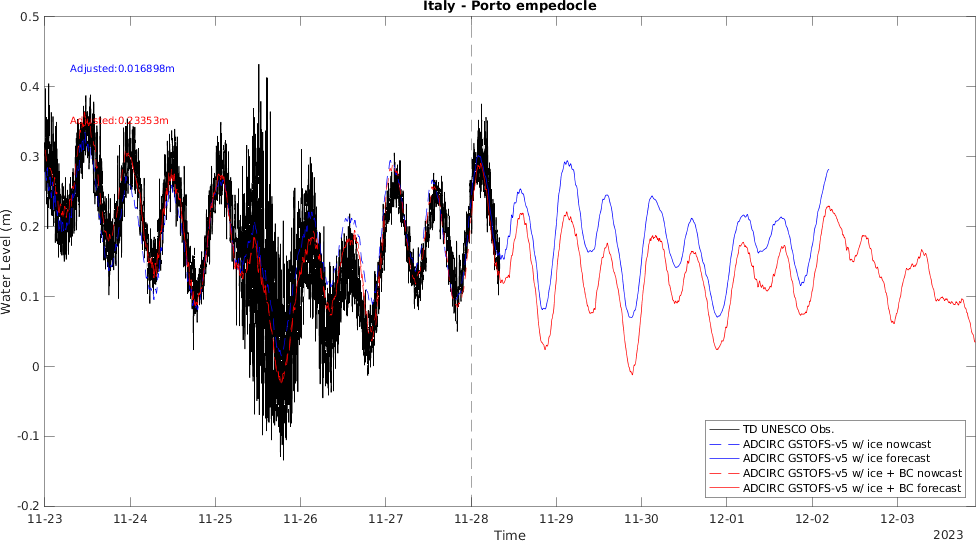 Italy - Porto empedocle
0.5
0.4
0.3
0.2
0.1
0
-0.1
-0.2
Water Level (m)
Adjusted:0.016898m
Adjusted:0.23353m
TD UNESCO Obs.
ADCIRC GSTOFS-v5 w/ ice nowcast
ADCIRC GSTOFS-v5 w/ ice forecast
ADCIRC GSTOFS-v5 w/ ice + BC nowcast
ADCIRC GSTOFS-v5 w/ ice + BC forecast
11-23 11-24 11-25 11-26 11-27 11-28 11-29 11-30 12-01 12-02 12-03
Time
2023